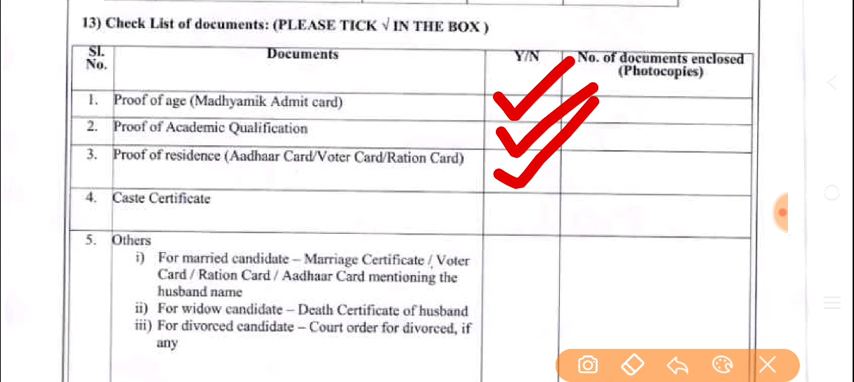 13) Check List of documents: (PLEASE TICK √ IN THE BOX )
Sl. No.
Documents
Y/N
No. of documents enclosed
(Photocopies)
1. Proof of age (Madhyamik Admit card)
2. Proof of Academic Qualification
3. Proof of residence (Aadhaar Card/Voter Card/Ration Card)
4. Caste Certificate
5. Others
i) For married candidate – Marriage Certificate / Voter
Card / Ration Card / Aadhaar Card mentioning the
husband name
ii) For widow candidate – Death Certificate of husband
iii) For divorced candidate – Court order for divorced, if
any